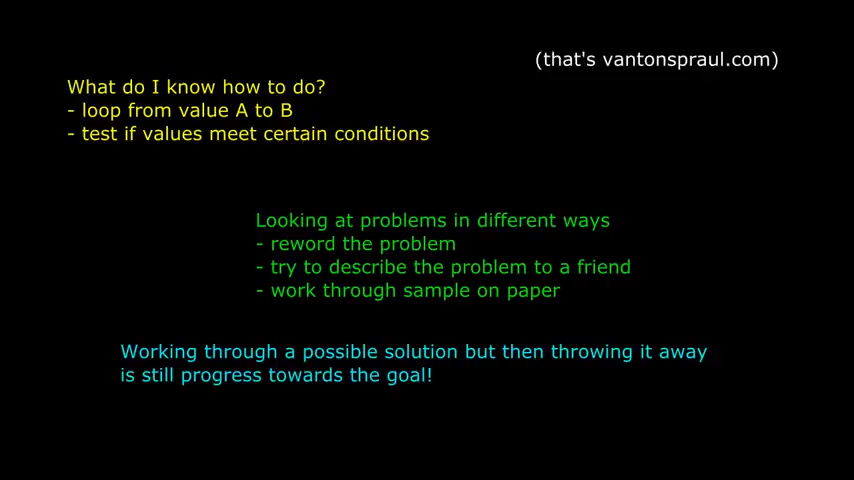 (that's vantonspraul.com)
What do I know how to do?
- loop from value A to B
- test if values meet certain conditions
Looking at problems in different ways
- reword the problem
- try to describe the problem to a friend
- work through sample on paper
Working through a possible solution but then throwing it away
is still progress towards the goal!